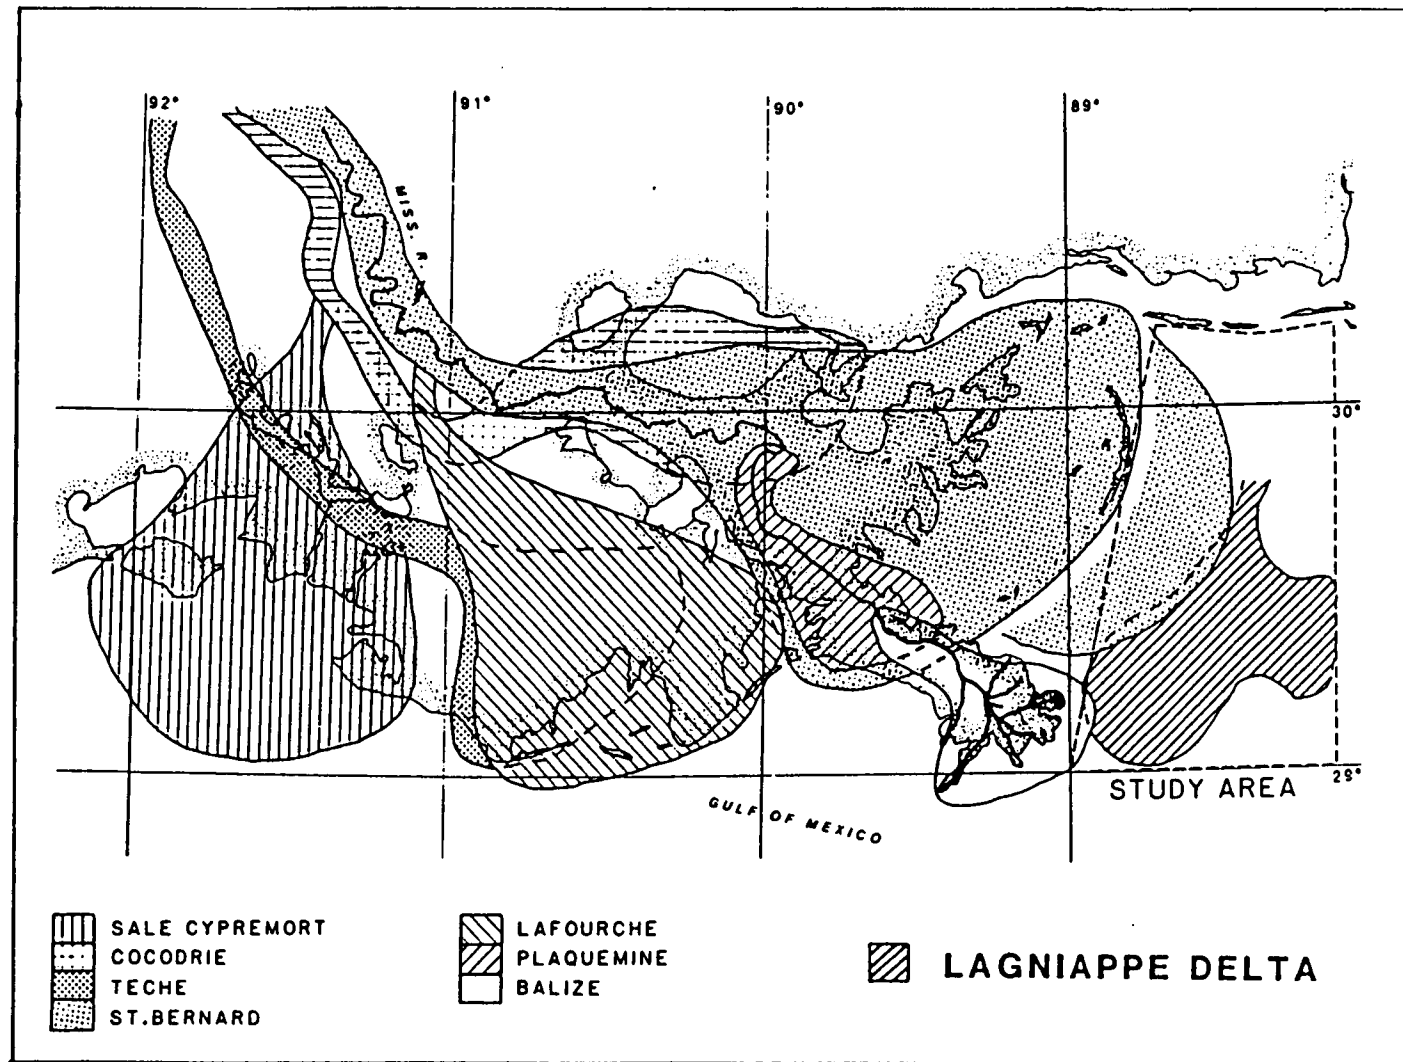 92°
91°
90°
89°
MISS. R.
30°
29°
STUDY AREA
GULF OF MEXICO
SALE CYPREMORT
COCODRIE
TECHE
ST.BERNARD
LAFOURCHE
PLAQUEMINE
BALIZE
LAGNIAPPE DELTA